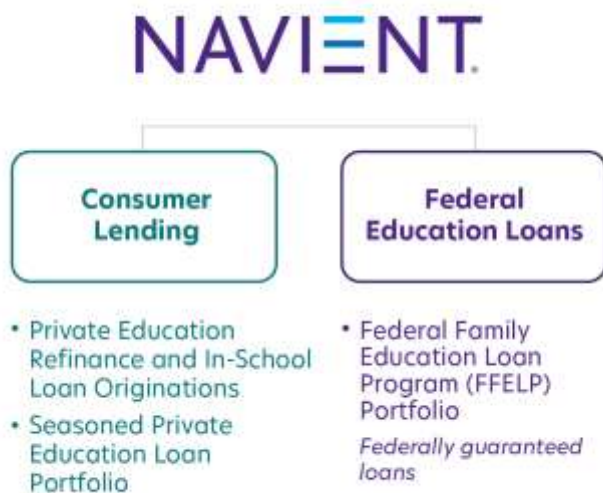 NAVIENT
Consumer
Lending
• Private Education
Refinance and In-School
Loan Originations
• Seasoned Private
Education Loan
Portfolio
Federal
Education Loans
• Federal Family
Education Loan
Program (FFELP)
Portfolio
Federally guaranteed
loans